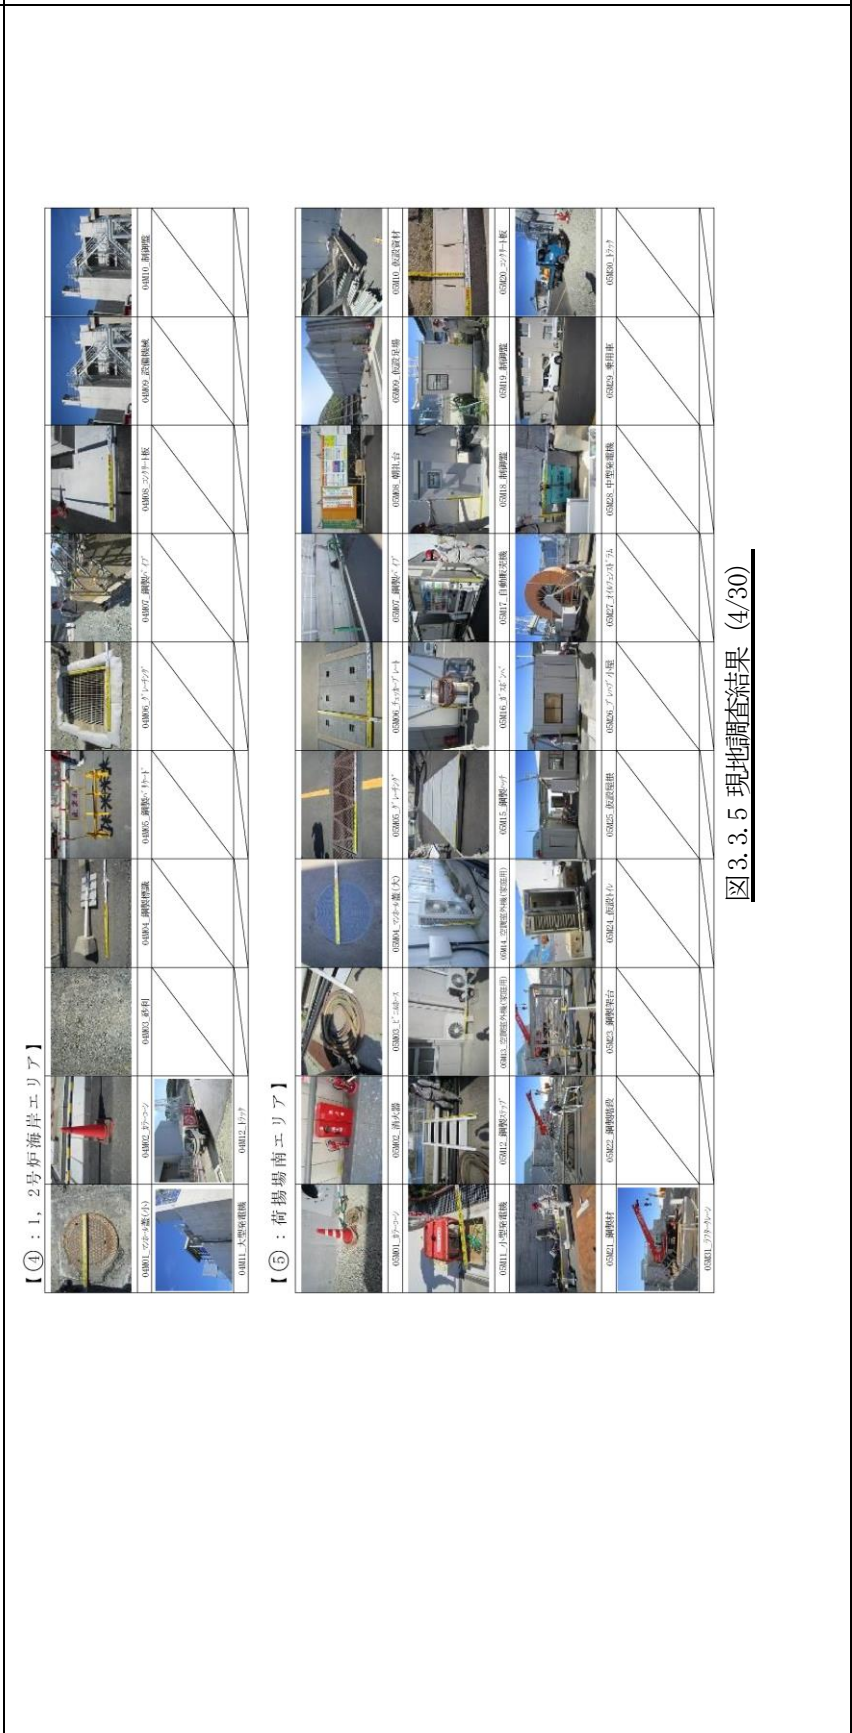 【④：1，2号炉海岸エリア】
04M01_ﾏﾝﾎｰﾙ蓋(小)
04M02_ｶﾗｰｺｰﾝ
04M03_砂利
04M04_鋼製標識
04M05_鋼製ﾊﾞﾘｹｰﾄﾞ
04M06_ｸﾞﾚｰﾁﾝｸﾞ
04M07_鋼製ﾊﾟｲﾌﾟ
04M08_ｺﾝｸﾘｰﾄ板
04M09_設備機械
04M10_制御盤
04M11_大型発電機
04M12_ﾄﾗｯｸ
【⑤：荷揚場南エリア】
05M01_ｶﾗｰｺｰﾝ
05M02_消火器
05M03_ﾋﾞﾆﾙﾎｰｽ
05M04_ﾏﾝﾎｰﾙ蓋(大)
05M05_ｸﾞﾚｰﾁﾝｸﾞ
05M06_ﾁｪｯｶｰﾌﾟﾚｰﾄ
05M07_鋼製ﾊﾟｲﾌﾟ
05M08_朝礼台
05M09_仮設足場
05M10_仮設資材
05M11_小型発電機
05M12_鋼製ｽﾃｯﾌﾟ
05M13_空調室外機(家庭用)
05M14_空調室外機(家庭用)
05M15_鋼製ﾊｯﾁ
05M16_ｶﾞｽﾎﾞﾝﾍﾞ
05M17_自動販売機
05M18_制御盤
05M19_制御盤
05M20_ｺﾝｸﾘｰﾄ板
05M21_鋼製材
05M22_鋼製階段
05M23_鋼製架台
05M24_仮設ﾄｲﾚ
05M25_仮設屋根
05M26_ﾌﾟﾚﾊﾌﾞ小屋
05M27_ｵｲﾙﾌｪﾝｽﾄﾞﾗﾑ
05M28_中型発電機
05M29_乗用車
05M30_ﾄﾗｯｸ
05M31_ﾗﾌﾀｰｸﾚｰﾝ
図 3.3.5 現地調査結果（4/30）